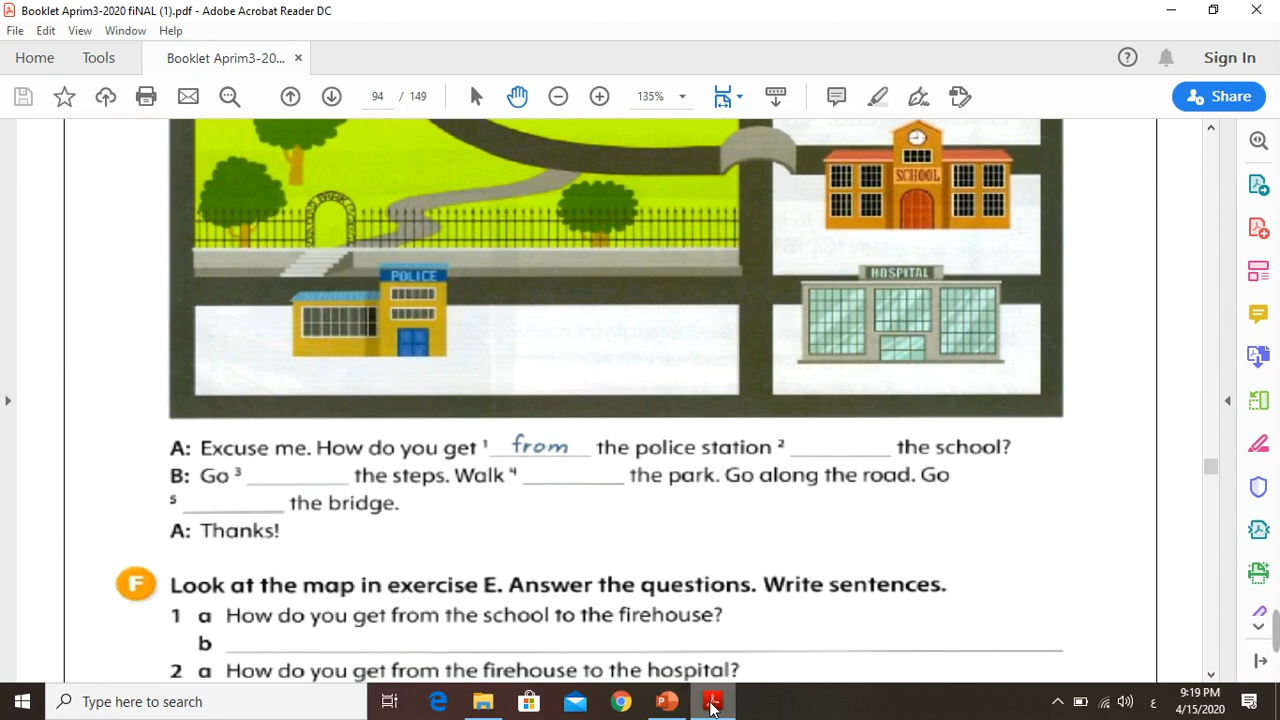 Booklet Aprim3-2020 fiNAL (1).pdf - Adobe Acrobat Reader DC
File Edit View Window Help
Home Tools Booklet Aprim3-20... × Sign In
94 / 149 135% Share
SCHOOL
HOSPITAL
POLICE
A: Excuse me. How do you get ¹ from the police station ² ________ the school?
B: Go ³ ________ the steps. Walk ⁴ ________ the park. Go along the road. Go
⁵ ________ the bridge.
A: Thanks!
F Look at the map in exercise E. Answer the questions. Write sentences.
1 a How do you get from the school to the firehouse?
b ________
2 a How do you get from the firehouse to the hospital?
Type here to search ع 9:19 PM
4/15/2020